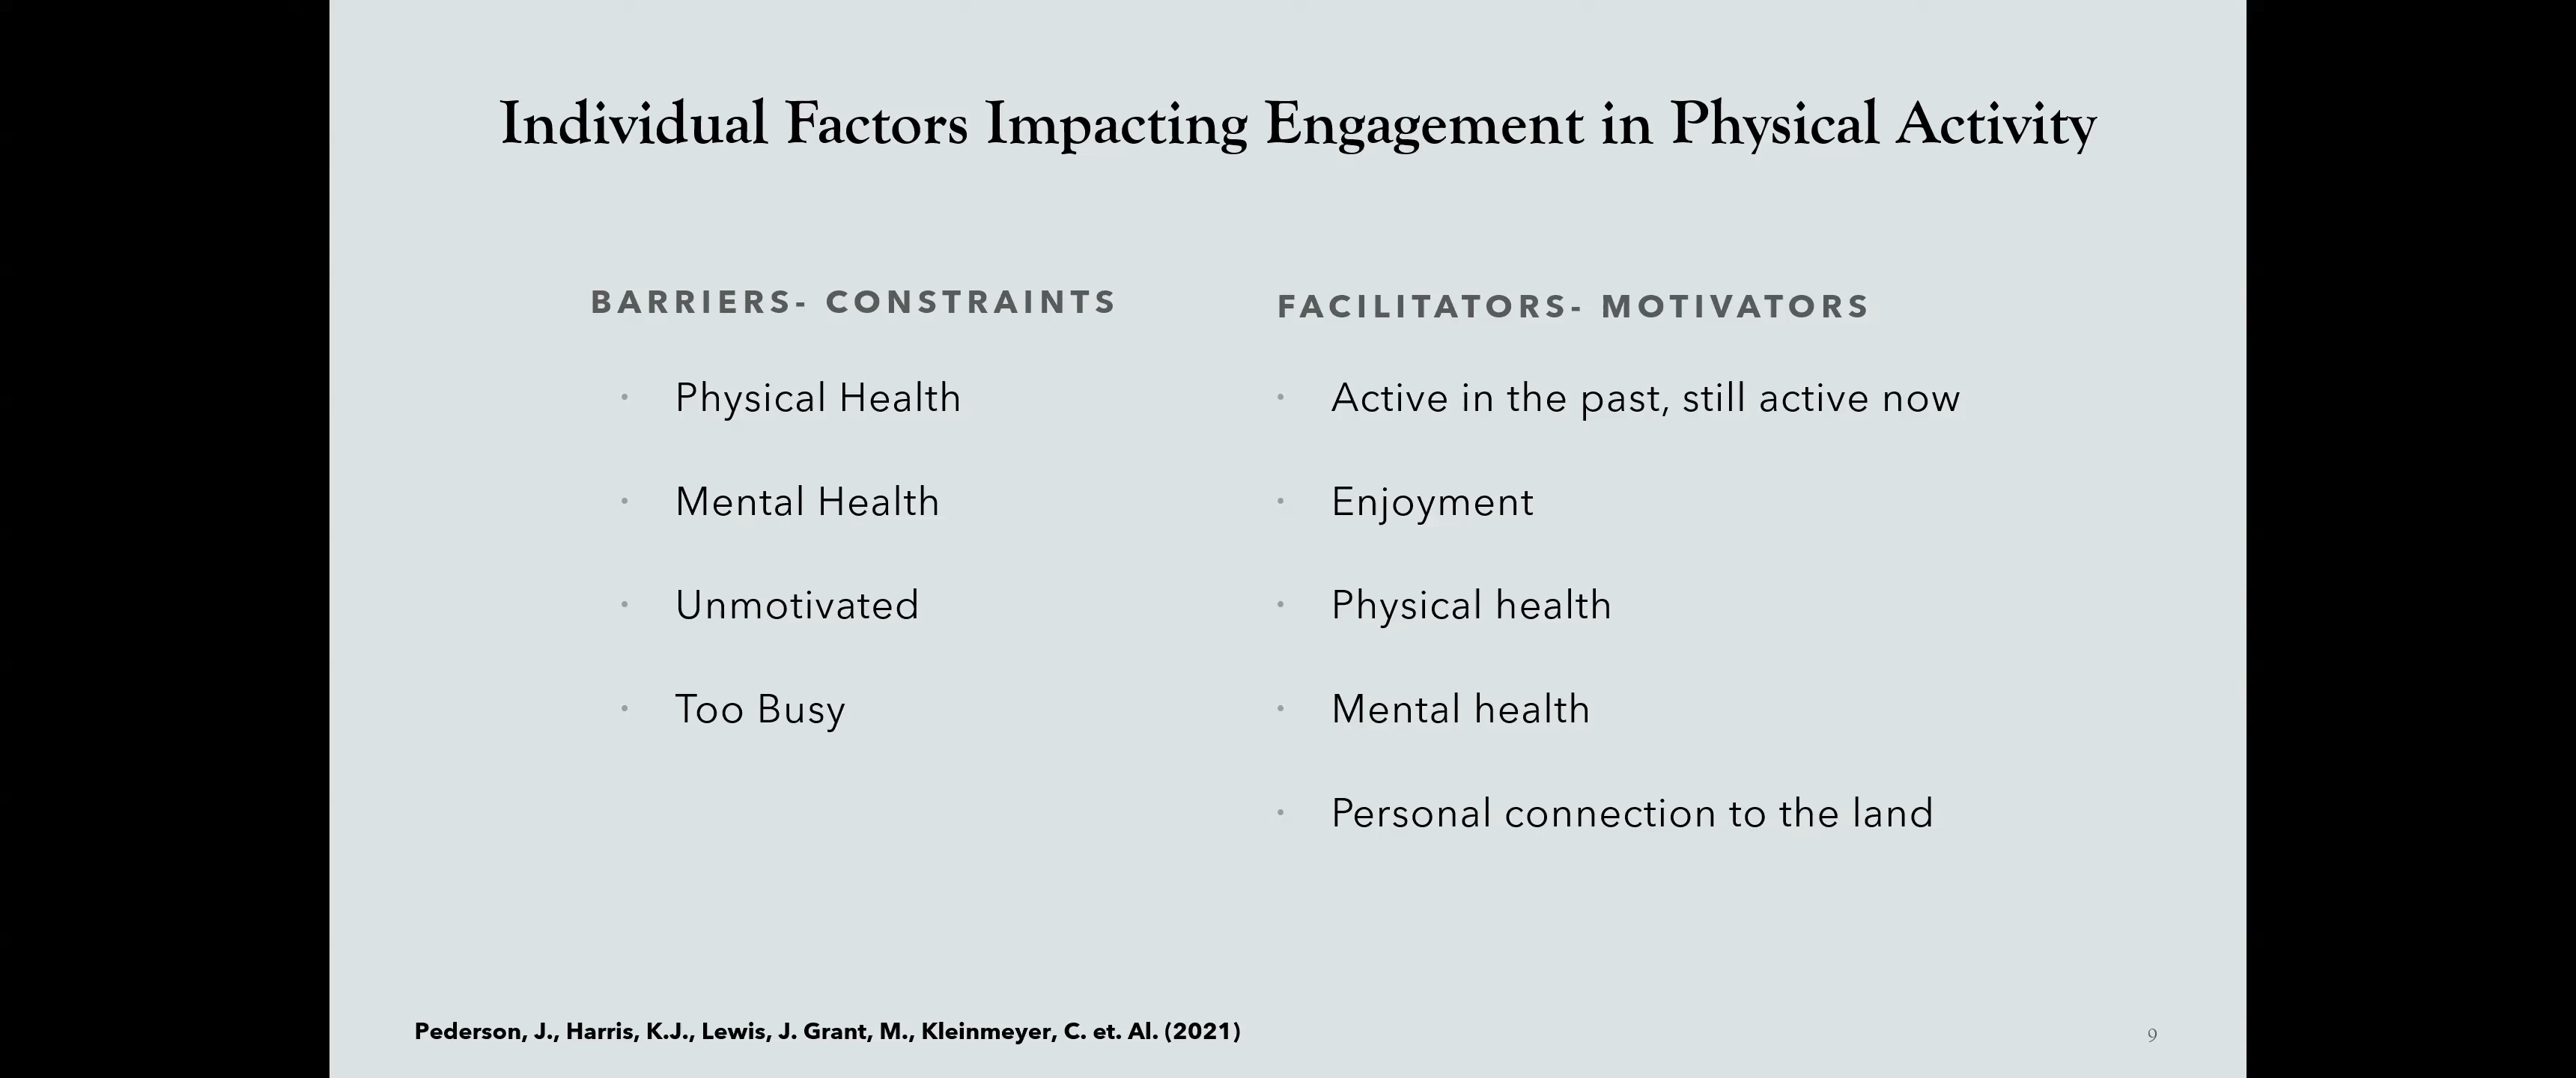 Individual Factors Impacting Engagement in Physical Activity
BARRIERS- CONSTRAINTS
• Physical Health
• Mental Health
• Unmotivated
• Too Busy
FACILITATORS- MOTIVATORS
• Active in the past, still active now
• Enjoyment
• Physical health
• Mental health
• Personal connection to the land
Pederson, J., Harris, K.J., Lewis, J. Grant, M., Kleinmeyer, C. et. Al. (2021)
9